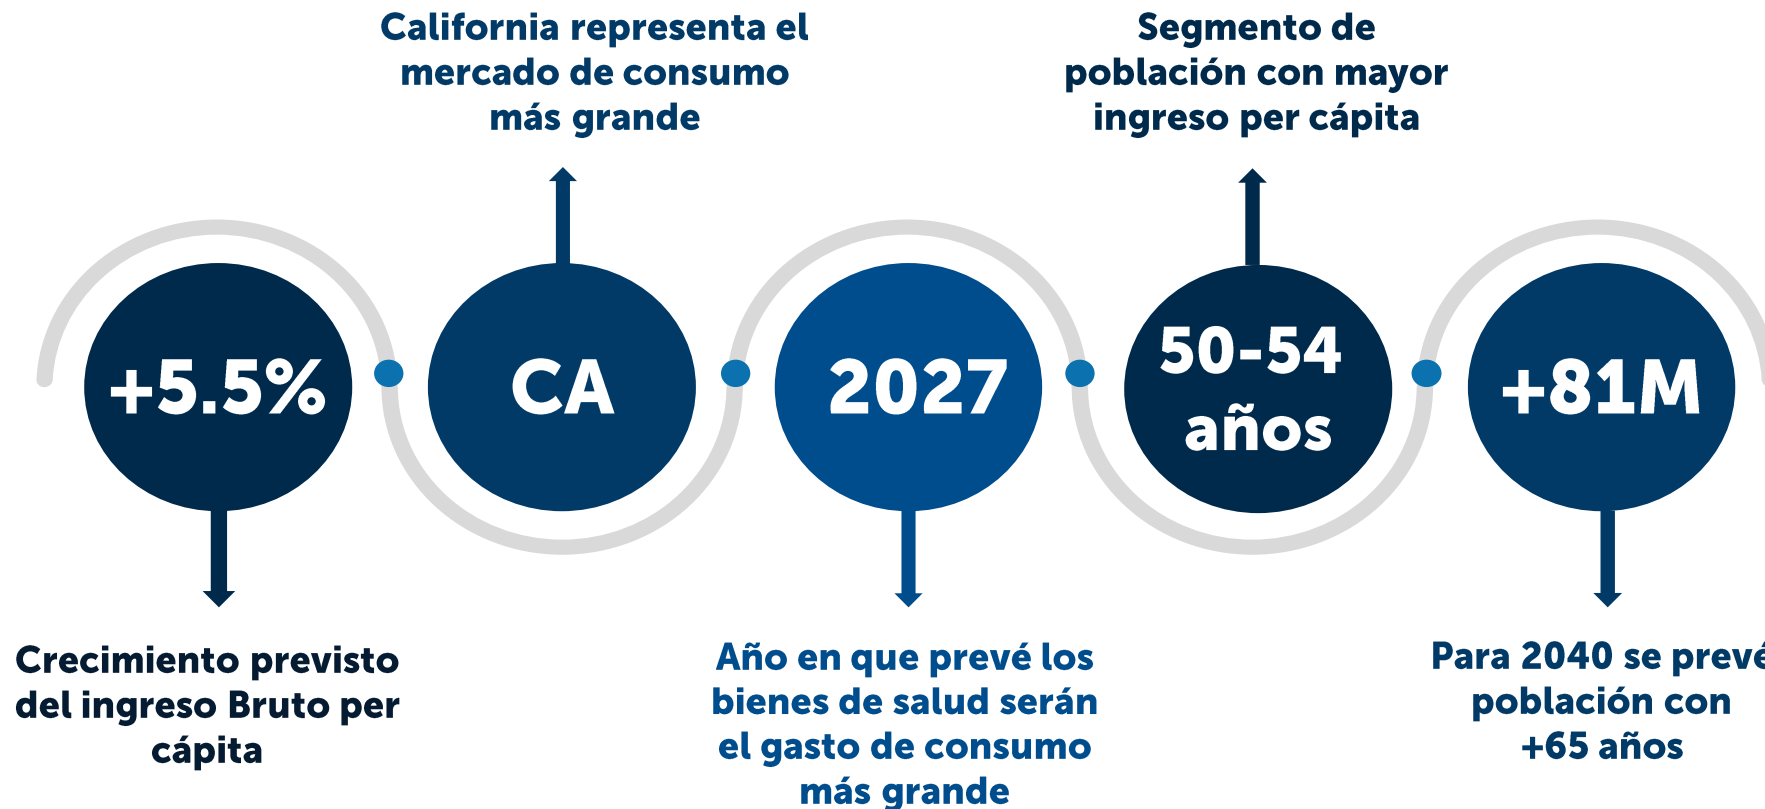 California representa el
mercado de consumo
más grande
Segmento de
población con mayor
ingreso per cápita
+5.5%
CA
2027
50-54
años
+81M
Crecimiento previsto
del ingreso Bruto per
cápita
Año en que prevé los
bienes de salud serán
el gasto de consumo
más grande
Para 2040 se prevé
población con
+65 años